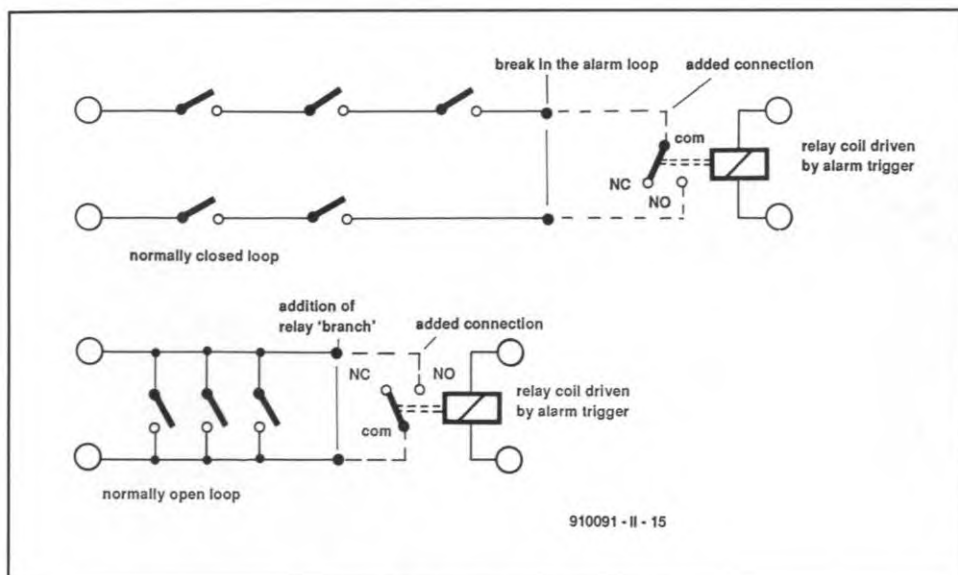 break in the alarm loop
added connection
com
relay coil driven
by alarm trigger
NC
NO
normally closed loop
addition of
relay 'branch'
added connection
NC
NO
relay coil driven
by alarm trigger
com
normally open loop
910091 - II - 15